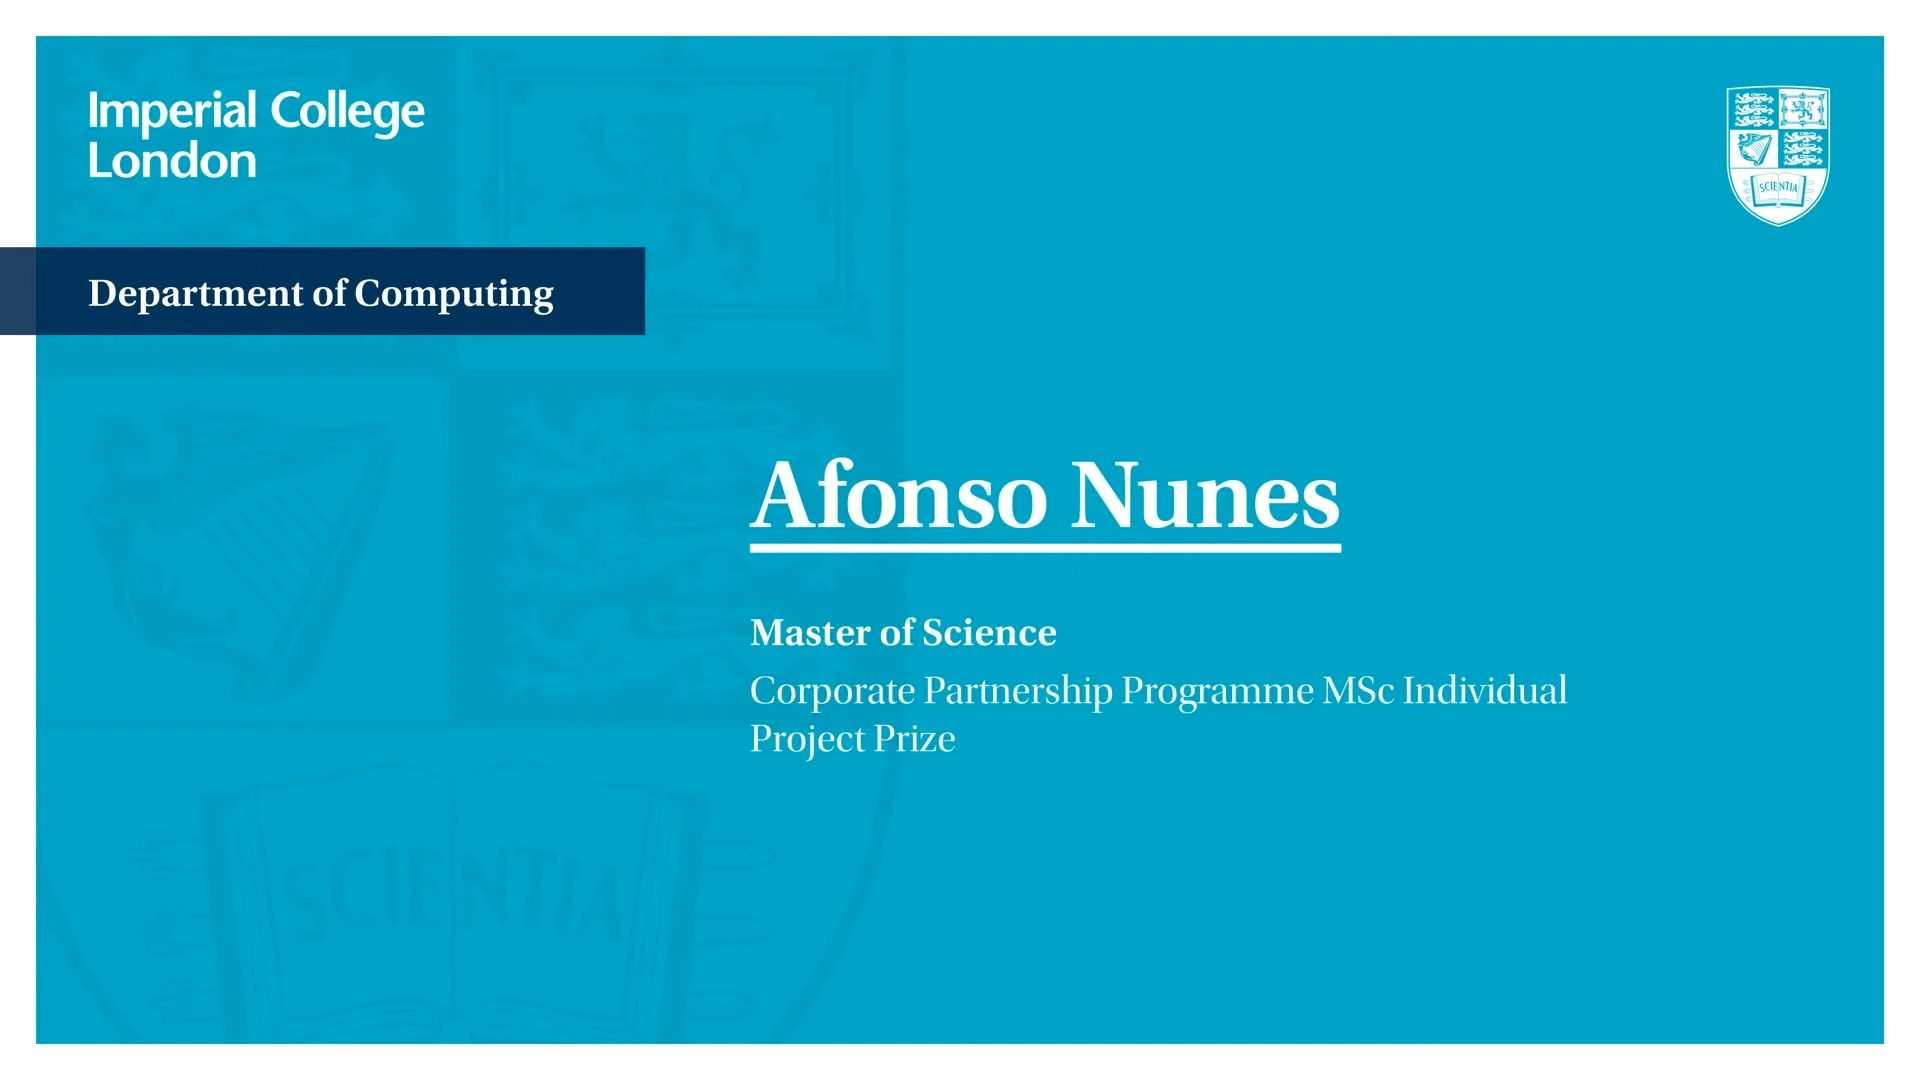 Imperial College
London
SCIENTIA
Department of Computing
Afonso Nunes
Master of Science
Corporate Partnership Programme MSc Individual
Project Prize
SCIENTIA